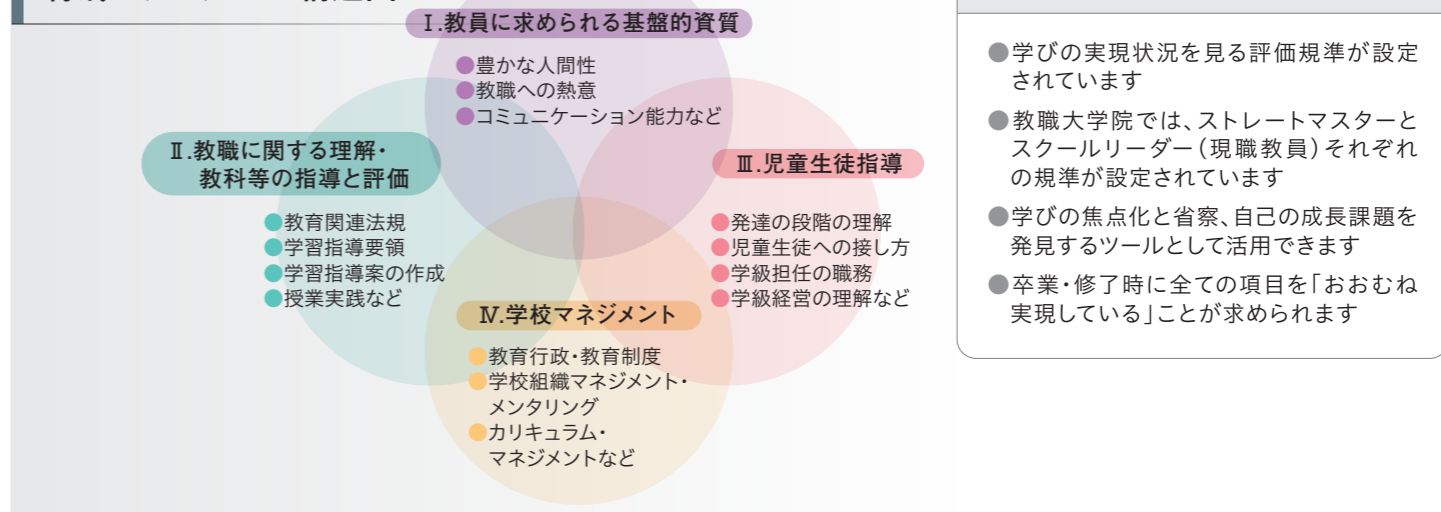 Ⅰ.教員に求められる基盤的資質
●豊かな人間性
●教職への熱意
●コミュニケーション能力など
Ⅱ.教職に関する理解・
教科等の指導と評価
●教育関連法規
●学習指導要領
●学習指導案の作成
●授業実践など
Ⅲ.児童生徒指導
●発達の段階の理解
●児童生徒への接し方
●学級担任の職務
●学級経営の理解など
Ⅳ.学校マネジメント
●教育行政・教育制度
●学校組織マネジメント・
メンタリング
●カリキュラム・
マネジメントなど
●学びの実現状況を見る評価規準が設定
されています
●教職大学院では、ストレートマスターと
スクールリーダー(現職教員)それぞれ
の規準が設定されています
●学びの焦点化と省察、自己の成長課題を
発見するツールとして活用できます
●卒業・修了時に全ての項目を「おおむね
実現している」ことが求められます